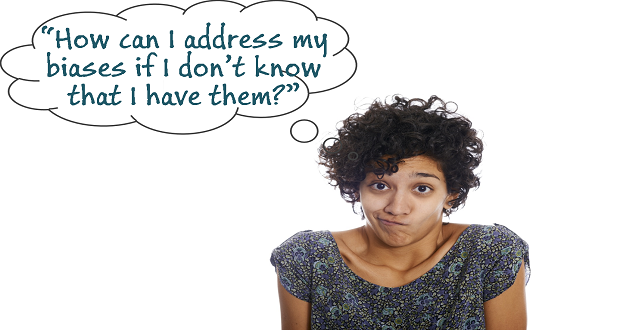 “How can I address my
biases if I don’t know
that I have them?”